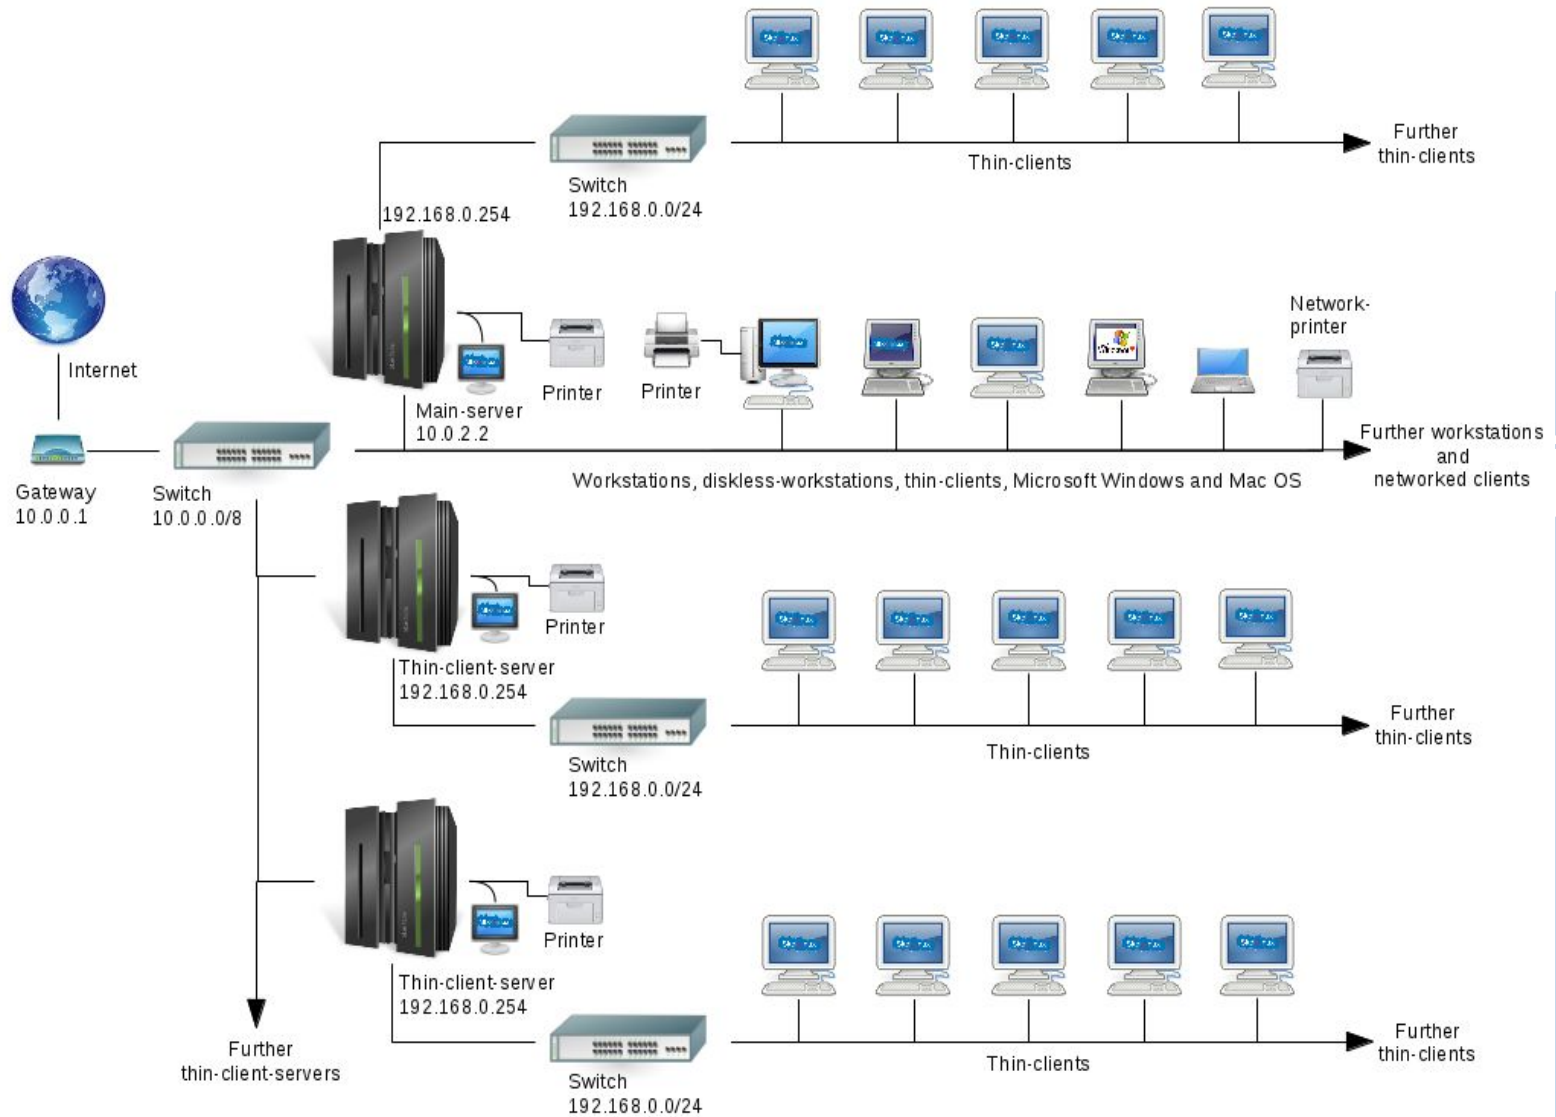 Further
thin-clients
Thin-clients
Switch
192.168.0.0/24
192.168.0.254
Internet
Network-
printer
Printer
Printer
Main-server
10.0.2.2
Further workstations
and
networked clients
Gateway
10.0.0.1
Switch
10.0.0.0/8
Workstations, diskless-workstations, thin-clients, Microsoft Windows and Mac OS
Printer
Thin-client-server
192.168.0.254
Further
thin-clients
Thin-clients
Switch
192.168.0.0/24
Printer
Thin-client-server
192.168.0.254
Further
thin-clients
Thin-clients
Further
thin-client-servers
Switch
192.168.0.0/24